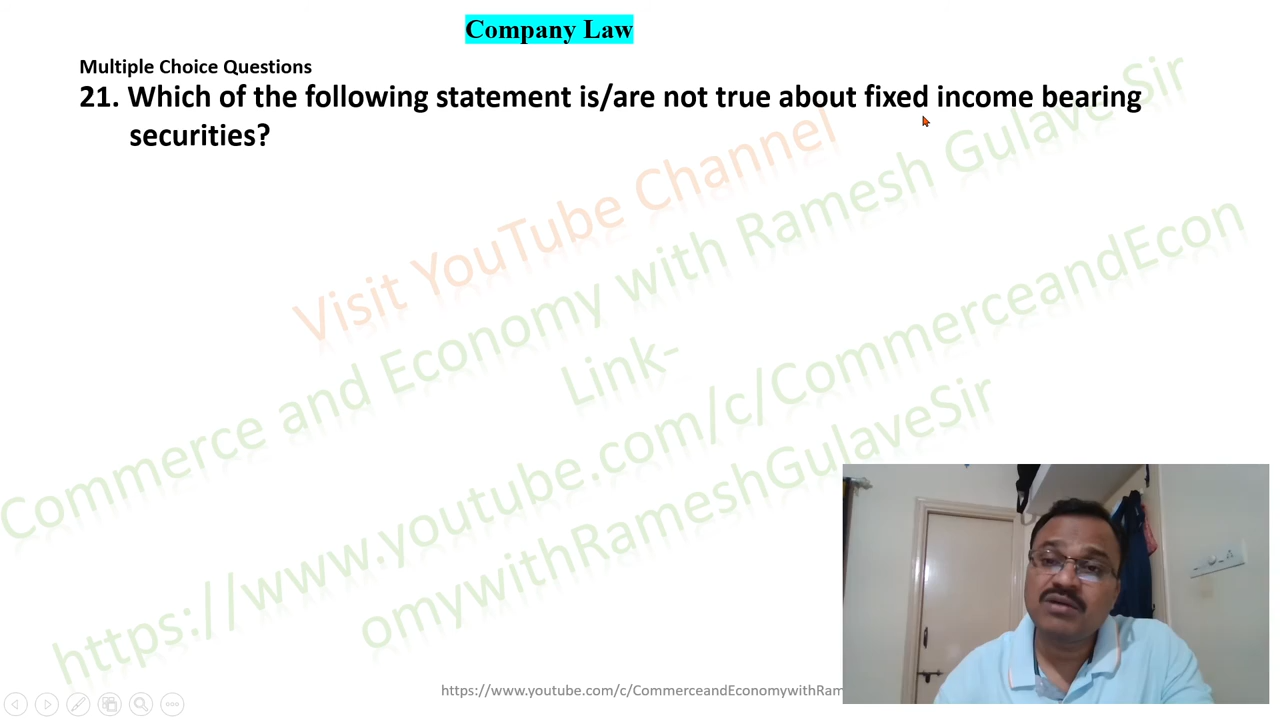 Company Law
Multiple Choice Questions
21. Which of the following statement is/are not true about fixed income bearing
securities?
Visit YouTube Channel
Commerce and Economy with Ramesh Gulave Sir
Link-
https://www.youtube.com/c/CommerceandEcon
omywithRameshGulaveSir
https://www.youtube.com/c/CommerceandEconomywithRam